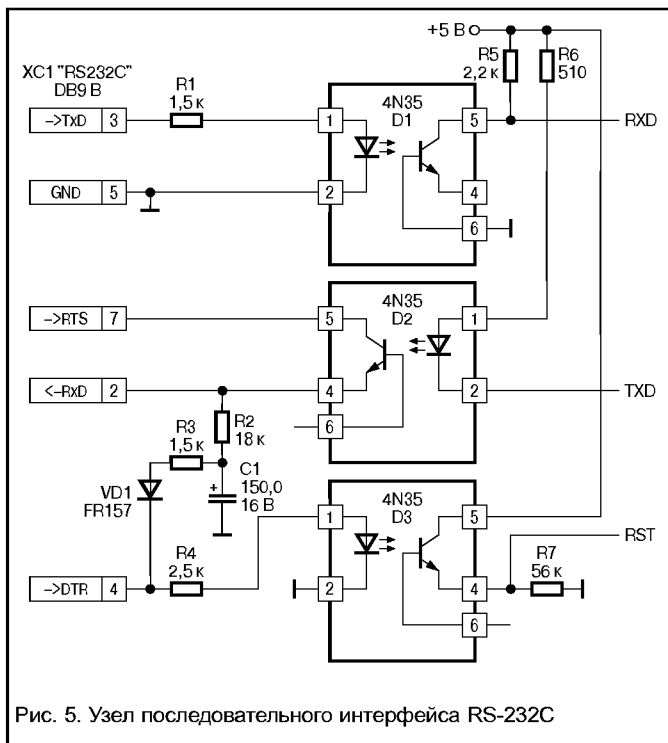 +5 В
XC1 "RS232C"
DB9 B
->TxD 3
R1
1,5 к
1
4N35
D1
5
R5
2,2 к
R6
510
RXD
GND 5
2
4
6
->RTS 7
5
4N35
D2
1
<-RxD 2
4
2
TXD
6
R2
18 к
R3
1,5 к
VD1
FR157
+
C1
150,0
16 В
1
4N35
D3
5
RST
->DTR 4
R4
2,5 к
2
4
R7
56 к
6
Рис. 5. Узел последовательного интерфейса RS-232C